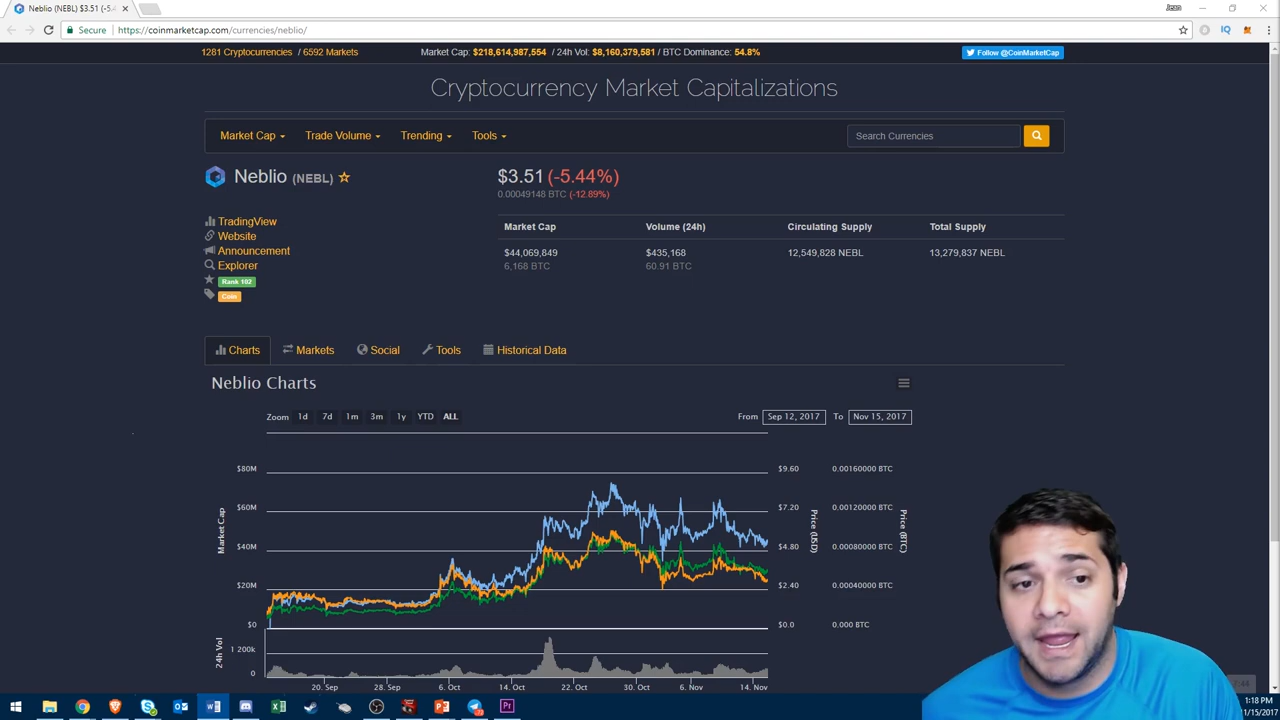 Neblio (NEBL) $3.51 (-5.4
Jesse
Secure https://coinmarketcap.com/currencies/neblio/
1281 Cryptocurrencies / 6592 Markets
Market Cap: $218,614,987,554 / 24h Vol: $8,160,379,581 / BTC Dominance: 54.8%
Follow @CoinMarketCap
Cryptocurrency Market Capitalizations
Market Cap Trade Volume Trending Tools Search Currencies
Neblio (NEBL) $3.51 (-5.44%)
0.00049148 BTC (-12.89%)
TradingView
Website
Announcement
Explorer
Rank 102
Coin
Market Cap Volume (24h) Circulating Supply Total Supply
$44,069,849 $435,168 12,549,828 NEBL 13,279,837 NEBL
6,168 BTC 60.91 BTC
Charts Markets Social Tools Historical Data
Neblio Charts
Zoom 1d 7d 1m 3m 1y YTD ALL From Sep 12, 2017 To Nov 15, 2017
$80M $9.60 0.00160000 BTC
$60M $7.20 0.00120000 BTC
$40M $4.80 0.00080000 BTC
$20M $2.40 0.00040000 BTC
$0 $0.0 0.000 BTC
Market Cap
Price (USD)
Price (BTC)
24h Vol
1 200k
0
20. Sep 28. Sep 6. Oct 14. Oct 22. Oct 30. Oct 6. Nov 14. Nov
1:18 PM
11/15/2017